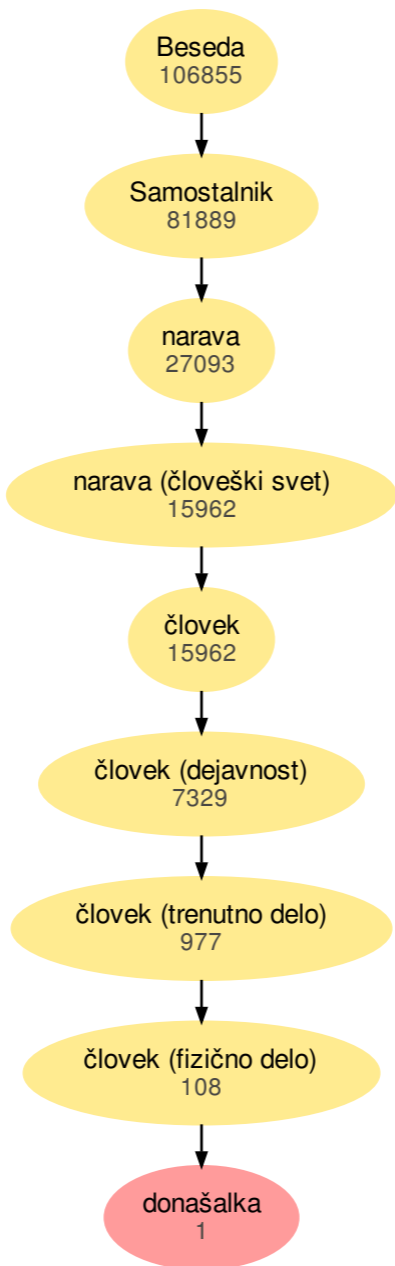 Beseda
106855
Samostalnik
81889
narava
27093
narava (človeški svet)
15962
človek
15962
človek (dejavnost)
7329
človek (trenutno delo)
977
človek (fizično delo)
108
donašalka
1